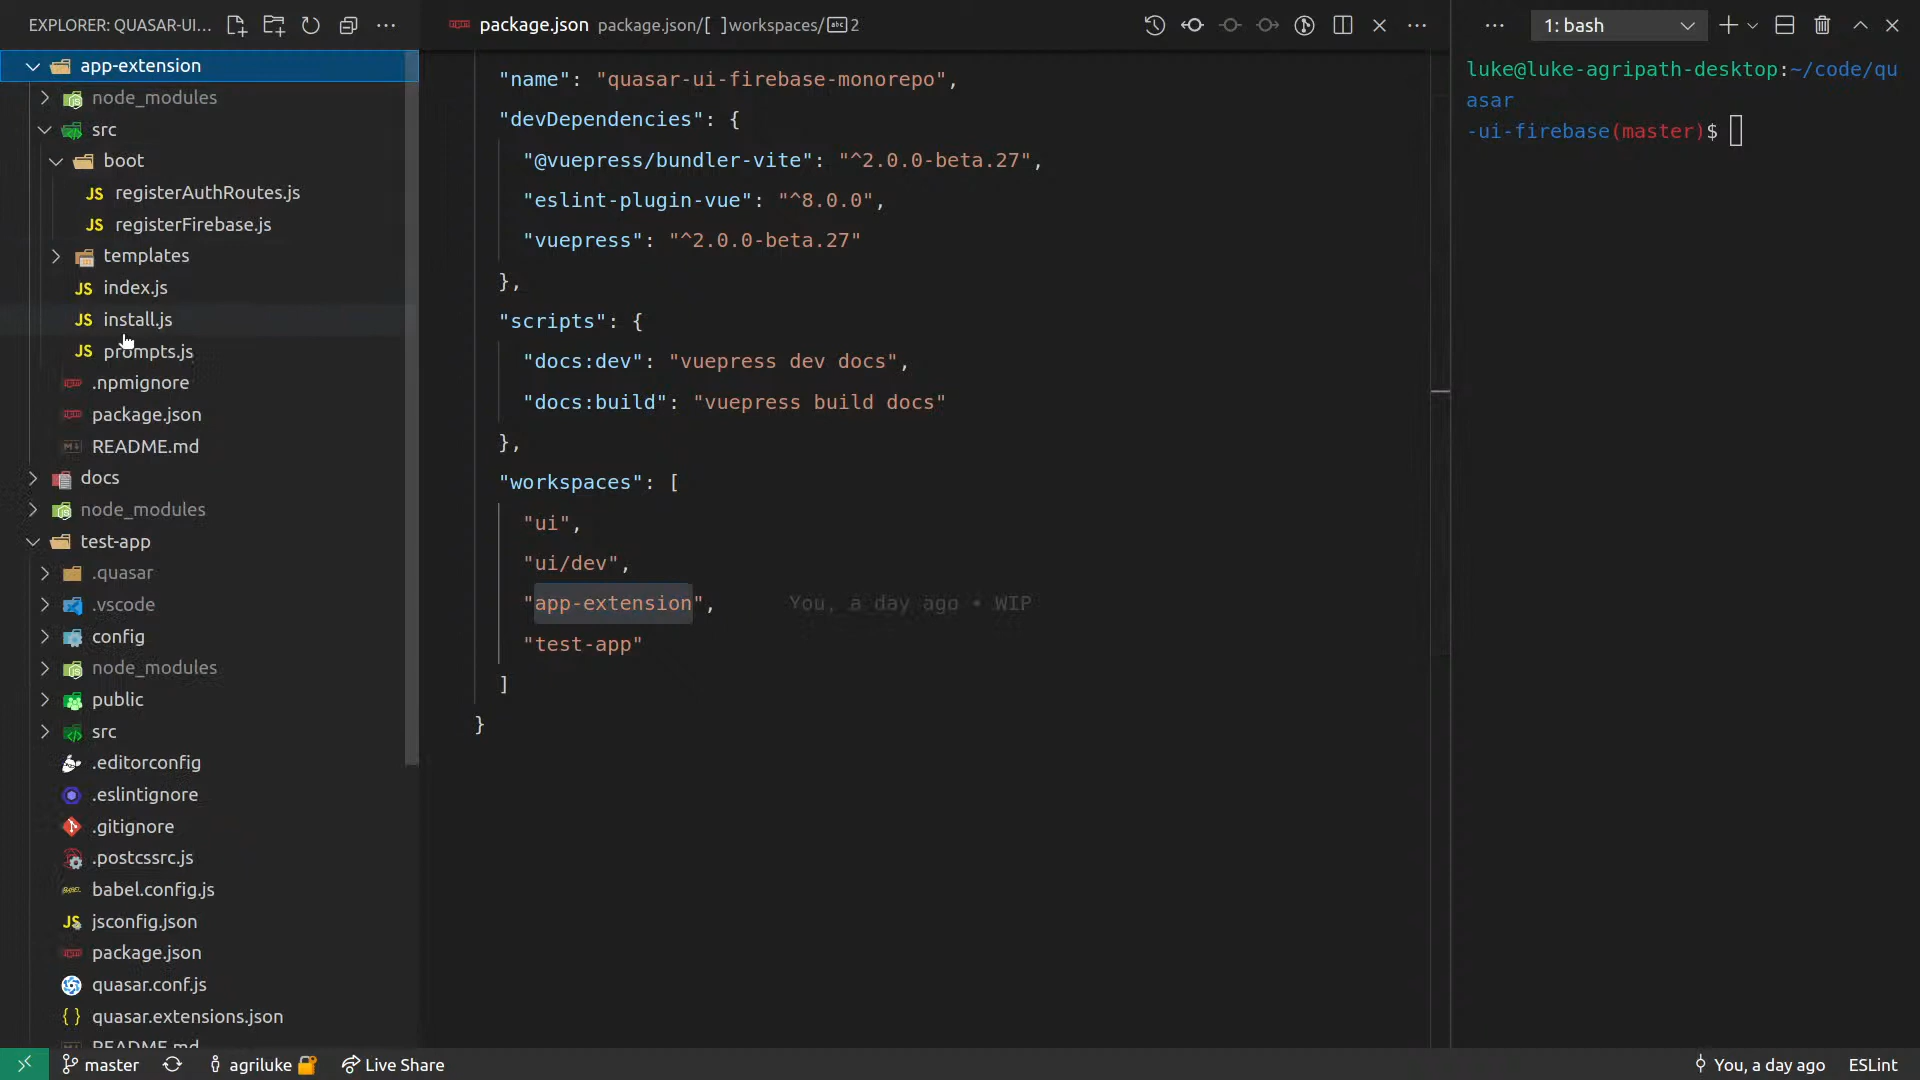 EXPLORER: QUASAR-UI...
app-extension
node_modules
src
boot
registerAuthRoutes.js
registerFirebase.js
templates
index.js
install.js
prompts.js
.npmignore
package.json
README.md
docs
node_modules
test-app
.quasar
.vscode
config
node_modules
public
src
.editorconfig
.eslintignore
.gitignore
.postcssrc.js
babel.config.js
jsconfig.json
package.json
quasar.conf.js
quasar.extensions.json
README.md
package.json package.json/[ ]workspaces/abc2
"name": "quasar-ui-firebase-monorepo",
"devDependencies": {
"@vuepress/bundler-vite": "^2.0.0-beta.27",
"eslint-plugin-vue": "^8.0.0",
"vuepress": "^2.0.0-beta.27"
},
"scripts": {
"docs:dev": "vuepress dev docs",
"docs:build": "vuepress build docs"
},
"workspaces": [
"ui",
"ui/dev",
"app-extension", You, a day ago • WIP
"test-app"
]
}
1: bash
luke@luke-agripath-desktop:~/code/qu
asar
-ui-firebase(master)$
master agriluke Live Share
You, a day ago ESLint